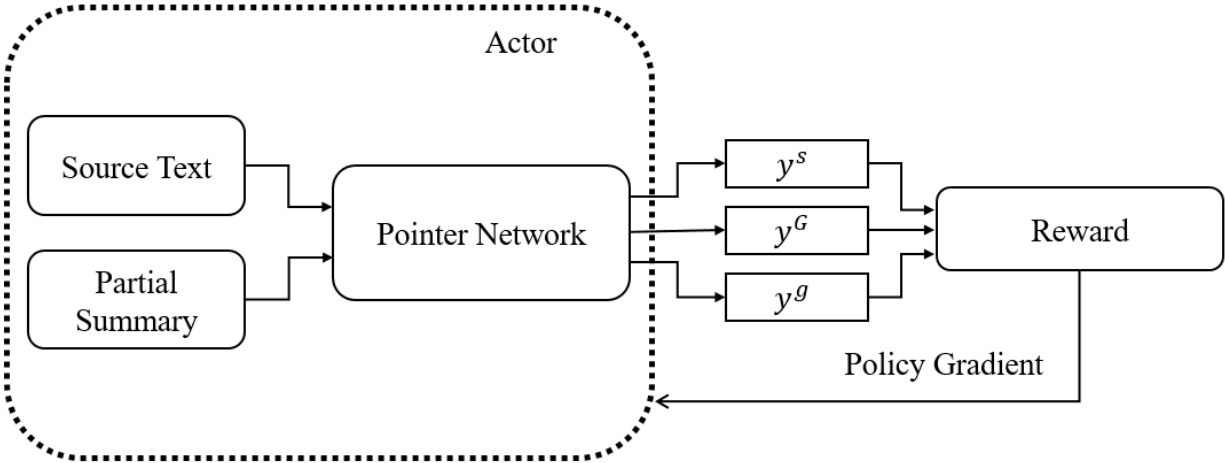 Actor
Source Text
Partial
Summary
Pointer Network
y^s
y^G
y^g
Reward
Policy Gradient